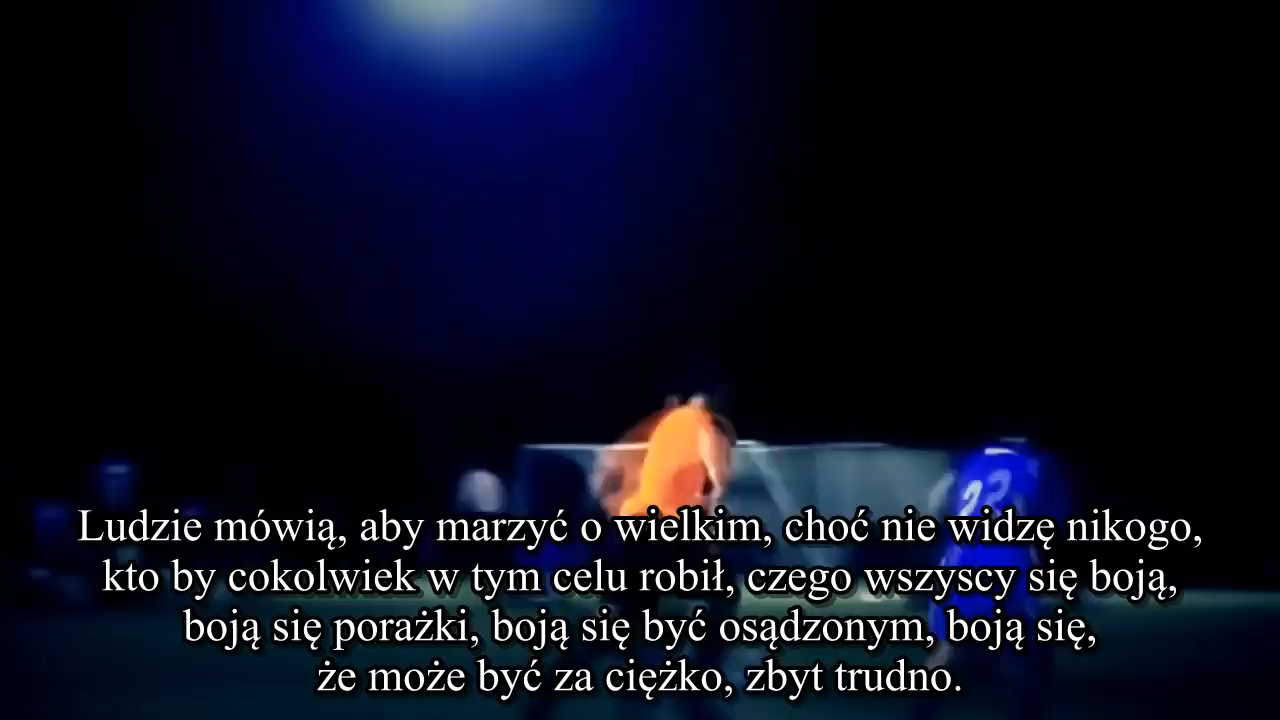 22
Ludzie mówią, aby marzyć o wielkim, choć nie widzę nikogo,
kto by cokolwiek w tym celu robił, czego wszyscy się boją,
boją się porażki, boją się być osądzonym, boją się,
że może być za ciężko, zbyt trudno.